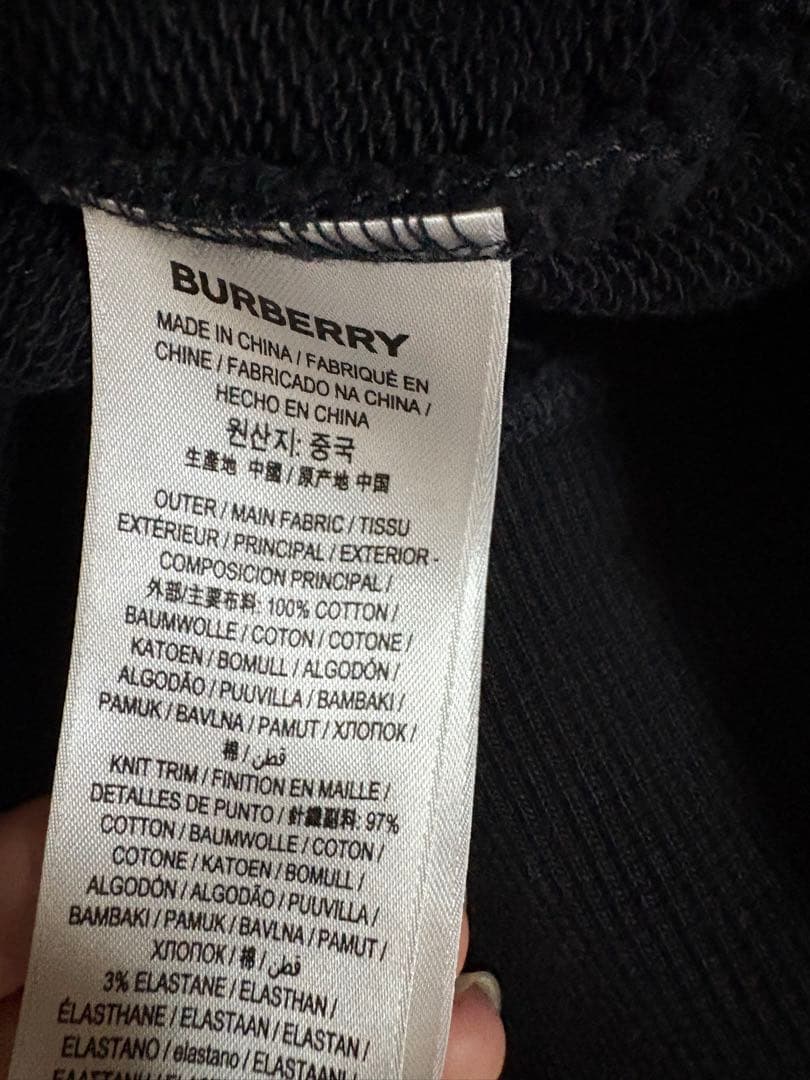 BURBERRY
MADE IN CHINA / FABRIQUÉ EN
CHINE / FABRICADO NA CHINA /
HECHO EN CHINA
원산지: 중국
生產地 中國 / 原产地 中国
OUTER / MAIN FABRIC / TISSU
EXTÉRIEUR / PRINCIPAL / EXTERIOR -
COMPOSICION PRINCIPAL /
外部/主要布料: 100% COTTON /
BAUMWOLLE / COTON / COTONE /
KATOEN / BOMULL / ALGODÓN /
ALGODÃO / PUUVILLA / BAMBAKI /
PAMUK / BAVLNA / PAMUT / ХЛОПОК /
棉 / قطن
KNIT TRIM / FINITION EN MAILLE /
DETALLES DE PUNTO / 針織副料: 97%
COTTON / BAUMWOLLE / COTON /
COTONE / KATOEN / BOMULL /
ALGODÓN / ALGODÃO / PUUVILLA /
BAMBAKI / PAMUK / BAVLNA / PAMUT /
ХЛОПОК / 棉 / قطن
3% ELASTANE / ELASTHAN /
ÉLASTHANE / ELASTAAN / ELASTAN /
ELASTANO / elastano / ELASTAANI /